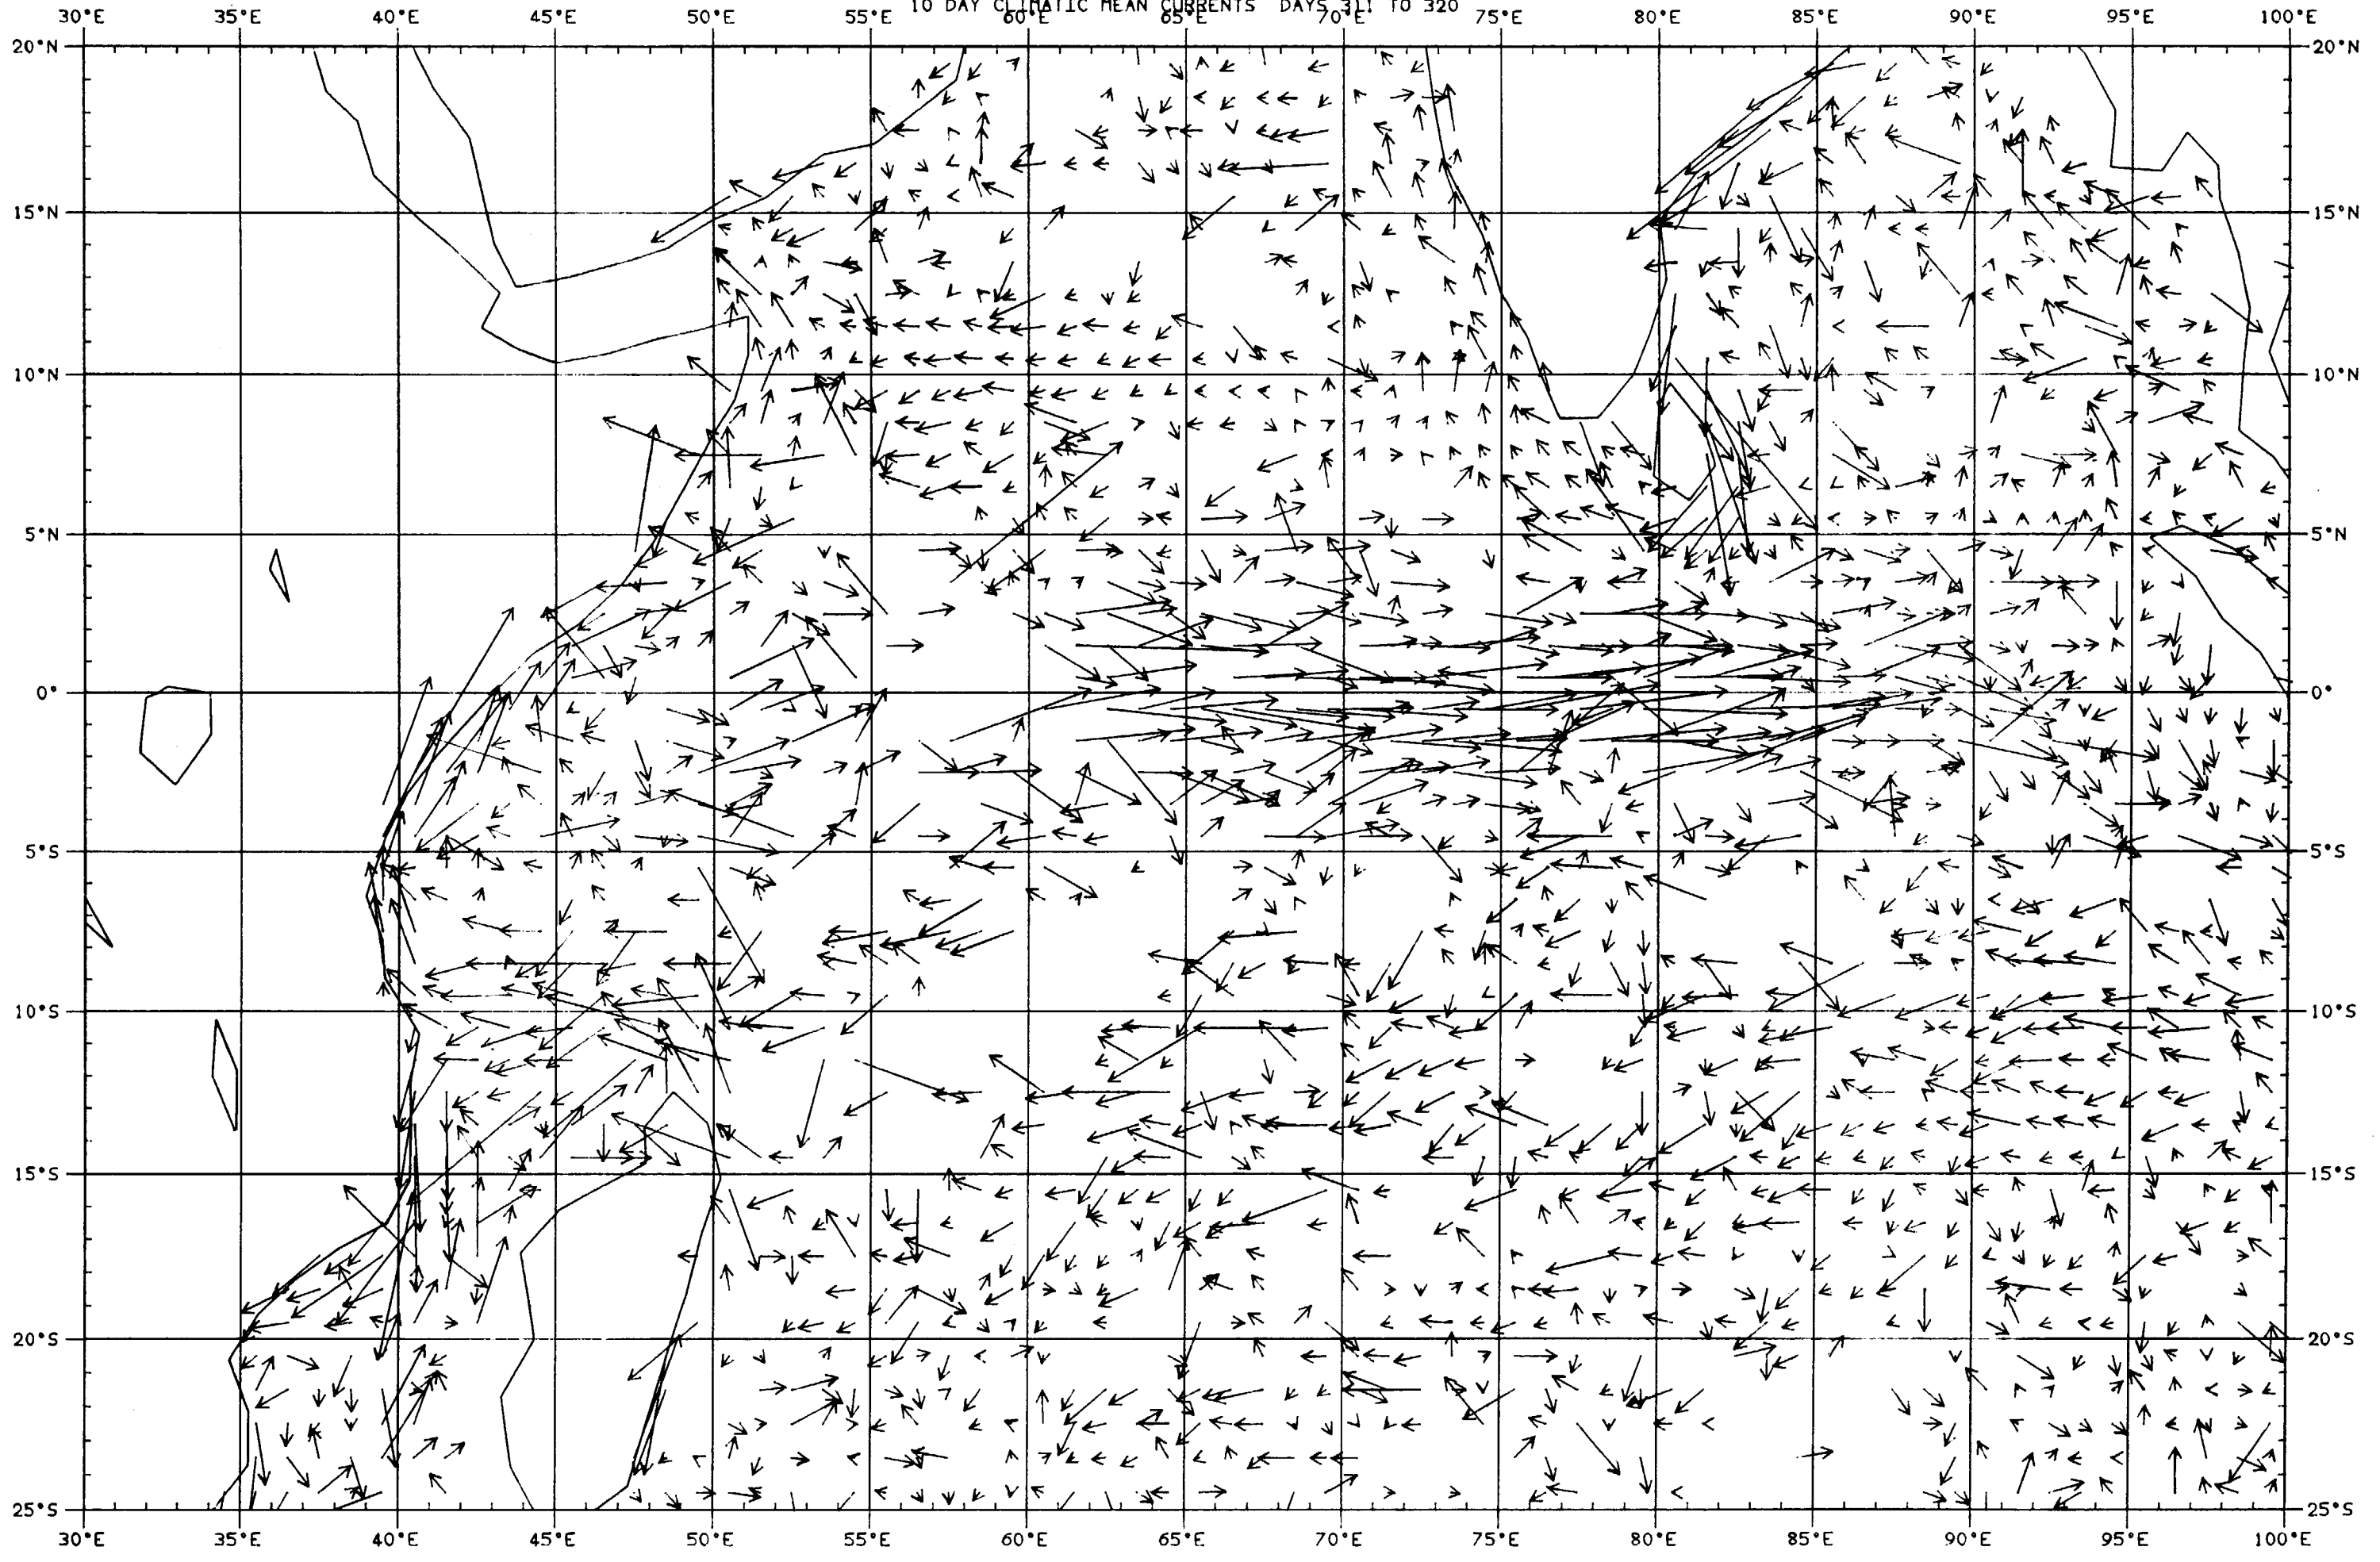 10 DAY CLIMATIC MEAN CURRENTS DAYS 311 TO 320
30°E 35°E 40°E 45°E 50°E 55°E 60°E 65°E 70°E 75°E 80°E 85°E 90°E 95°E 100°E
20°N 20°N
15°N 15°N
10°N 10°N
5°N 5°N
0° 0°
5°S 5°S
10°S 10°S
15°S 15°S
20°S 20°S
25°S 25°S
30°E 35°E 40°E 45°E 50°E 55°E 60°E 65°E 70°E 75°E 80°E 85°E 90°E 95°E 100°E